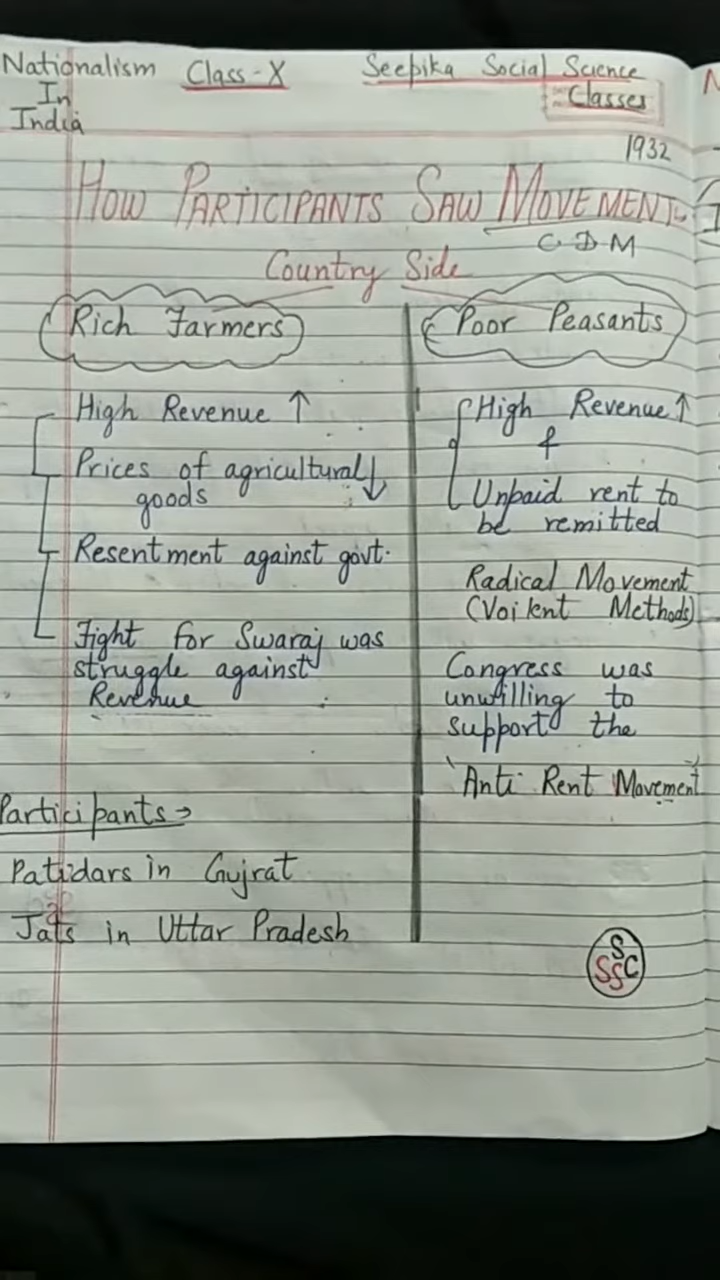 Nationalism Class-X Seepika Social Science
In
India
Classes
1932
HOW PARTICIPANTS SAW MOVEMENT
C D M
Country Side
Rich Farmers
High Revenue ↑
Prices of agricultural ↓
goods
Resentment against govt.
Fight for Swaraj was
struggle against
Revenue
Participants →
Patidars in Gujrat
Jats in Uttar Pradesh
Poor Peasants
High Revenue ↑
&
Unpaid rent to
be remitted
Radical Movement
(Voilent Methods)
Congress was
unwilling to
support the
'Anti Rent Movement'
S
SSC